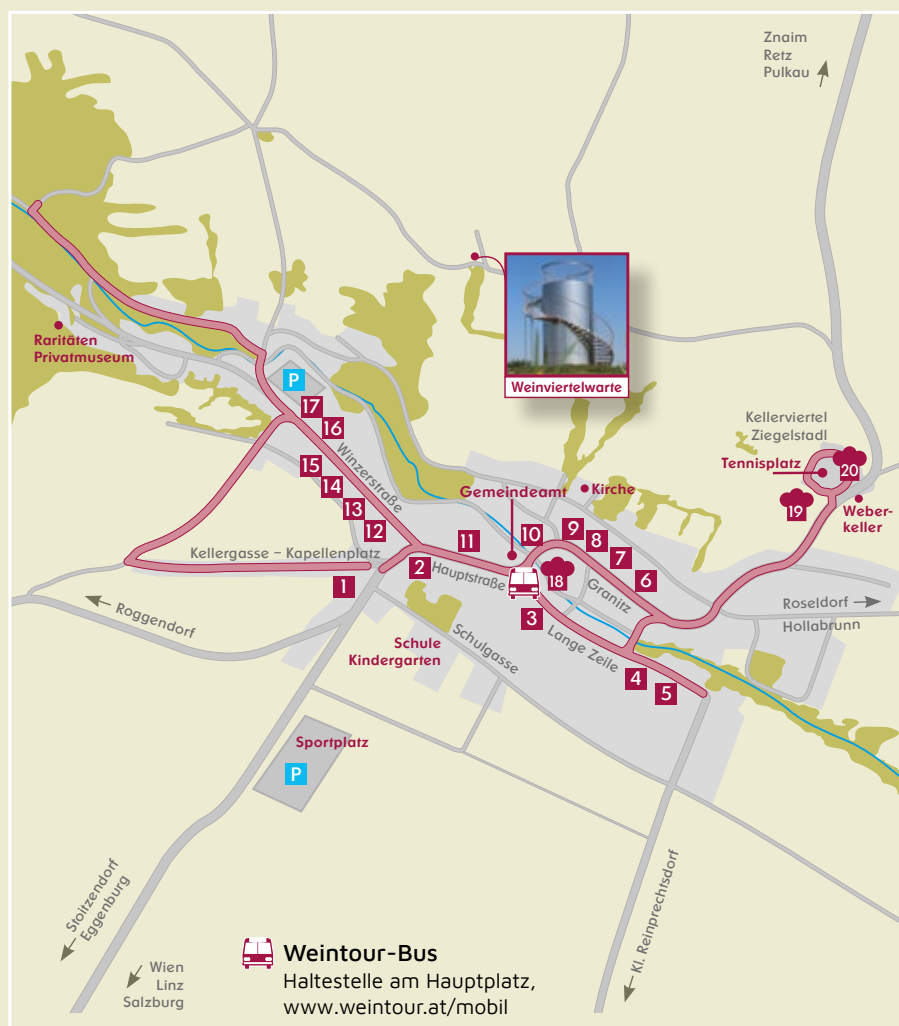 Znaim
Retz
Pulkau
Raritäten
Privatmuseum
P
Weinviertelwarte
17
16
15
14
13
12
Winzerstraße
Kellerviertel
Ziegelstadl
Tennisplatz
20
19
Weber-
keller
Gemeindeamt
Kirche
11
10
9
8
7
6
18
Granitz
Kellergasse – Kapellenplatz
1
2
Hauptstraße
3
Lange Zeile
4
5
Roseldorf
Hollabrunn
Roggendorf
Schule
Kindergarten
Schulgasse
Sportplatz
P
Stoitzendorf
Eggenburg
Wien
Linz
Salzburg
Kl. Reinprechtsdorf
Weintour-Bus
Haltestelle am Hauptplatz,
www.weintour.at/mobil